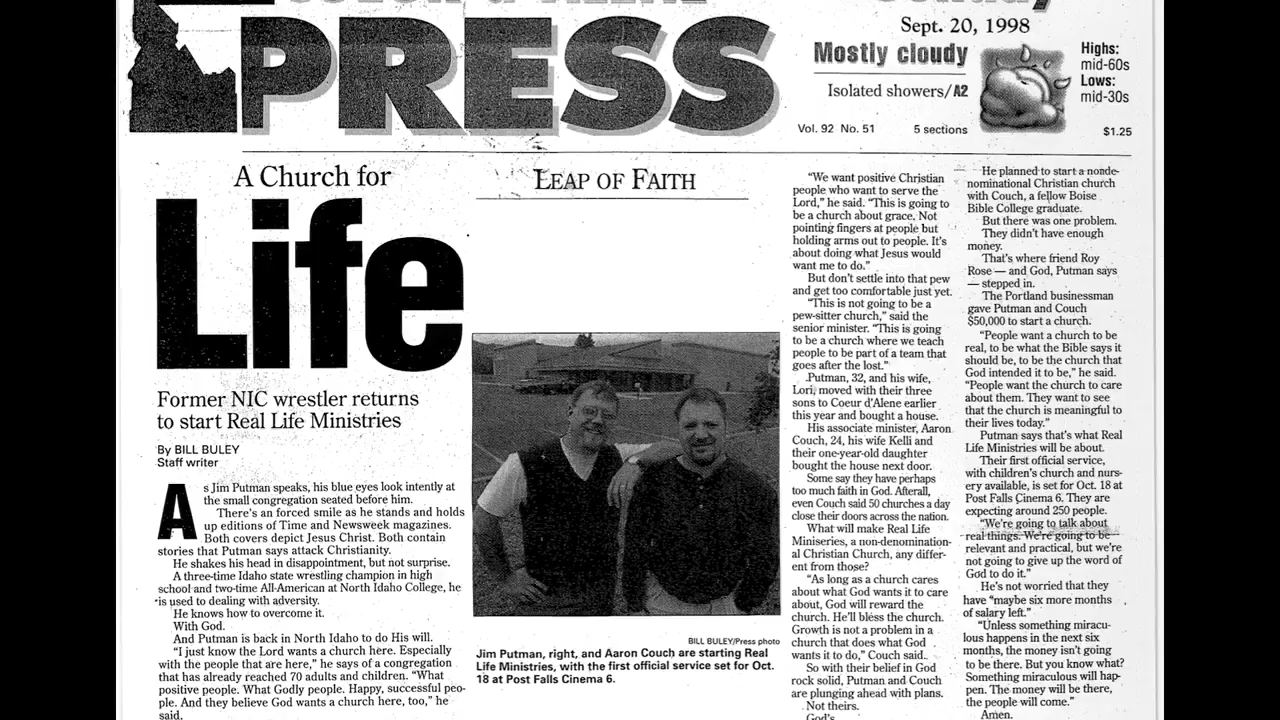 PRESS
Sept. 20, 1998
Mostly cloudy
Isolated showers/A2
Highs:
mid-60s
Lows:
mid-30s
Vol. 92 No. 51 5 sections
$1.25
A Church for
Life
Former NIC wrestler returns
to start Real Life Ministries
By BILL BULEY
Staff writer
As Jim Putman speaks, his blue eyes look intently at
the small congregation seated before him.
There's an forced smile as he stands and holds
up editions of Time and Newsweek magazines.
Both covers depict Jesus Christ. Both contain
stories that Putman says attack Christianity.
He shakes his head in disappointment, but not surprise.
A three-time Idaho state wrestling champion in high
school and two-time All-American at North Idaho College, he
is used to dealing with adversity.
He knows how to overcome it.
With God.
And Putman is back in North Idaho to do His will.
"I just know the Lord wants a church here. Especially
with the people that are here," he says of a congregation
that has already reached 70 adults and children. "What
positive people. What Godly people. Happy, successful peo-
ple. And they believe God wants a church here, too," he
said.
LEAP OF FAITH
BILL BULEY/Press photo
Jim Putman, right, and Aaron Couch are starting Real
Life Ministries, with the first official service set for Oct.
18 at Post Falls Cinema 6.
"We want positive Christian
people who want to serve the
Lord," he said. "This is going to
be a church about grace. Not
pointing fingers at people but
holding arms out to people. It's
about doing what Jesus would
want me to do."
But don't settle into that pew
and get too comfortable just yet.
"This is not going to be a
pew-sitter church," said the
senior minister. "This is going
to be a church where we teach
people to be part of a team that
goes after the lost."
Putman, 32, and his wife,
Lori, moved with their three
sons to Coeur d'Alene earlier
this year and bought a house.
His associate minister, Aaron
Couch, 24, his wife Kelli and
their one-year-old daughter
bought the house next door.
Some say they have perhaps
too much faith in God. Afterall,
even Couch said 50 churches a day
close their doors across the nation.
What will make Real Life
Miniseries, a non-denomination-
al Christian Church, any differ-
ent from those?
"As long as a church cares
about what God wants it to care
about, God will reward the
church. He'll bless the church.
Growth is not a problem in a
church that does what God
wants it to do," Couch said.
So with their belief in God
rock solid, Putman and Couch
are plunging ahead with plans.
Not theirs.
God's.
He planned to start a nonde-
nominational Christian church
with Couch, a fellow Boise
Bible College graduate.
But there was one problem.
They didn't have enough
money.
That's where friend Roy
Rose — and God, Putman says
— stepped in.
The Portland businessman
gave Putman and Couch
$50,000 to start a church.
"People want a church to be
real, to be what the Bible says it
should be, to be the church that
God intended it to be," he said.
"People want the church to care
about them. They want to see
that the church is meaningful to
their lives today."
Putman says that's what Real
Life Ministries will be about.
Their first official service,
with children's church and nurs-
ery available, is set for Oct. 18 at
Post Falls Cinema 6. They are
expecting around 250 people.
"We're going to talk about
real things. We're going to be
relevant and practical, but we're
not going to give up the word of
God to do it."
He's not worried that they
have "maybe six more months
of salary left."
"Unless something miracu-
lous happens in the next six
months, the money isn't going
to be there. But you know what?
Something miraculous will hap-
pen. The money will be there,
the people will come."
Amen.